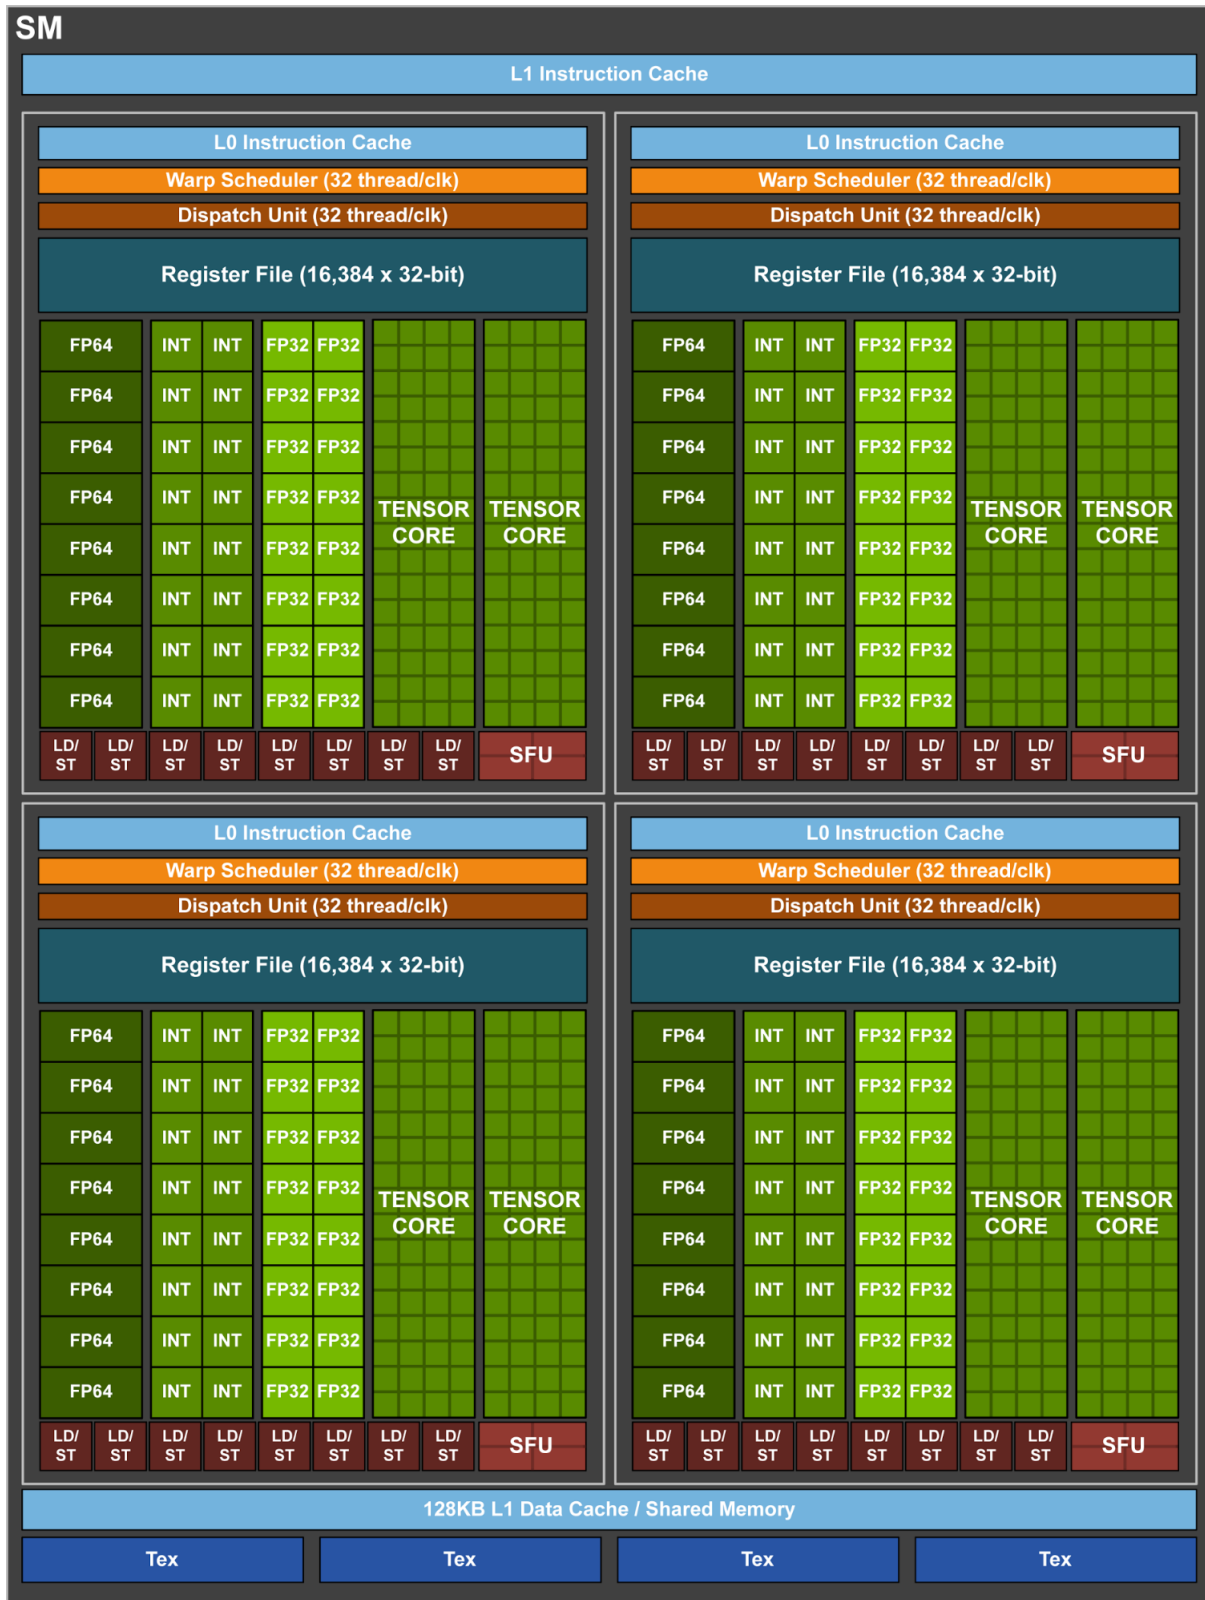 SM
L1 Instruction Cache
L0 Instruction Cache
Warp Scheduler (32 thread/clk)
Dispatch Unit (32 thread/clk)
Register File (16,384 x 32-bit)
FP64 INT INT FP32 FP32
FP64 INT INT FP32 FP32
FP64 INT INT FP32 FP32
FP64 INT INT FP32 FP32
FP64 INT INT FP32 FP32
FP64 INT INT FP32 FP32
FP64 INT INT FP32 FP32
FP64 INT INT FP32 FP32
TENSOR
CORE
TENSOR
CORE
LD/
ST
LD/
ST
LD/
ST
LD/
ST
LD/
ST
LD/
ST
LD/
ST
LD/
ST
SFU
L0 Instruction Cache
Warp Scheduler (32 thread/clk)
Dispatch Unit (32 thread/clk)
Register File (16,384 x 32-bit)
FP64 INT INT FP32 FP32
FP64 INT INT FP32 FP32
FP64 INT INT FP32 FP32
FP64 INT INT FP32 FP32
FP64 INT INT FP32 FP32
FP64 INT INT FP32 FP32
FP64 INT INT FP32 FP32
FP64 INT INT FP32 FP32
TENSOR
CORE
TENSOR
CORE
LD/
ST
LD/
ST
LD/
ST
LD/
ST
LD/
ST
LD/
ST
LD/
ST
LD/
ST
SFU
L0 Instruction Cache
Warp Scheduler (32 thread/clk)
Dispatch Unit (32 thread/clk)
Register File (16,384 x 32-bit)
FP64 INT INT FP32 FP32
FP64 INT INT FP32 FP32
FP64 INT INT FP32 FP32
FP64 INT INT FP32 FP32
FP64 INT INT FP32 FP32
FP64 INT INT FP32 FP32
FP64 INT INT FP32 FP32
FP64 INT INT FP32 FP32
TENSOR
CORE
TENSOR
CORE
LD/
ST
LD/
ST
LD/
ST
LD/
ST
LD/
ST
LD/
ST
LD/
ST
LD/
ST
SFU
L0 Instruction Cache
Warp Scheduler (32 thread/clk)
Dispatch Unit (32 thread/clk)
Register File (16,384 x 32-bit)
FP64 INT INT FP32 FP32
FP64 INT INT FP32 FP32
FP64 INT INT FP32 FP32
FP64 INT INT FP32 FP32
FP64 INT INT FP32 FP32
FP64 INT INT FP32 FP32
FP64 INT INT FP32 FP32
FP64 INT INT FP32 FP32
TENSOR
CORE
TENSOR
CORE
LD/
ST
LD/
ST
LD/
ST
LD/
ST
LD/
ST
LD/
ST
LD/
ST
LD/
ST
SFU
128KB L1 Data Cache / Shared Memory
Tex
Tex
Tex
Tex